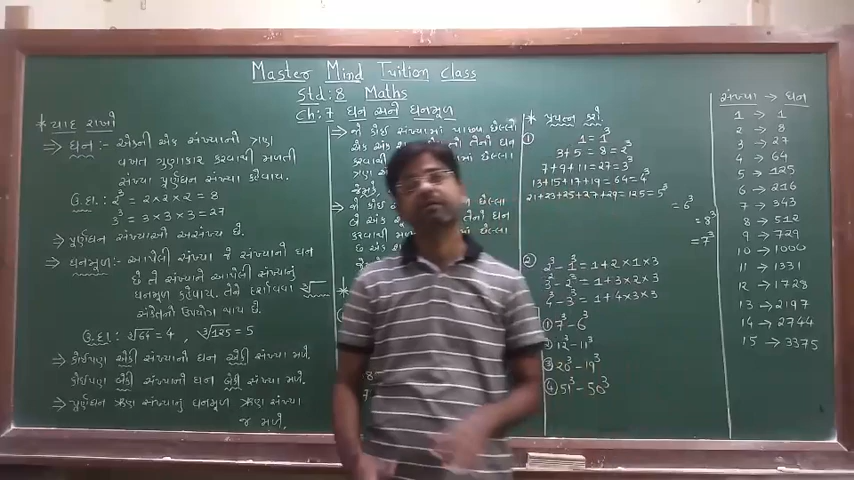 Master Mind Tuition Class
Std: 8 Maths
Ch: 7 ઘન અને ઘનમૂળ
* યાદ રાખો
→ ઘન :- એકની એક સંખ્યાનો ત્રણ
વખત ગુણાકાર કરવાથી મળતી
સંખ્યા પૂર્ણઘન સંખ્યા કહેવાય.
ઉ.દા.: 2³ = 2×2×2 = 8
3³ = 3×3×3 = 27
→ પૂર્ણઘન સંખ્યાઓ અસંખ્ય છે.
→ ઘનમૂળ:- આપેલી સંખ્યા જે સંખ્યાનો ઘન
છે તે સંખ્યાને આપેલી સંખ્યાનું
ઘનમૂળ કહેવાય. તેને દર્શાવવા ∛
સંકેતનો ઉપયોગ થાય છે.
ઉ.દા.: ∛64 = 4 , ∛125 = 5
→ કોઈપણ એકી સંખ્યાનો ઘન એકી સંખ્યા મળે.
કોઈપણ બેકી સંખ્યાનો ઘન બેકી સંખ્યા મળે.
→ પૂર્ણઘન ઋણ સંખ્યાનું ઘનમૂળ ઋણ સંખ્યા
જ મળે.
→ જો કોઈ સંખ્યામાં પાછળ છેલ્લો
એક અંક
તો તેનો ઘન
કરવાથી
છેલ્લા
ત્રણ
→ જો કોઈ
છેલ્લા
બે અંક
તેનો ઘન
કરવાથી
છેલ્લા
છ અંક
* પ્રયત્ન કરો.
① 1 = 1³
3+5 = 8 = 2³
7+9+11 = 27 = 3³
13+15+17+19 = 64 = 4³
21+23+25+27+29 = 125 = 5³
= 6³
= 8³
= 7³
② 2³-1³ = 1+2×1×3
3³-2³ = 1+3×2×3
4³-3³ = 1+4×3×3
① 7³-6³
② 12³-11³
③ 20³-19³
④ 51³-50³
સંખ્યા → ઘન
1 → 1
2 → 8
3 → 27
4 → 64
5 → 125
6 → 216
7 → 343
8 → 512
9 → 729
10 → 1000
11 → 1331
12 → 1728
13 → 2197
14 → 2744
15 → 3375